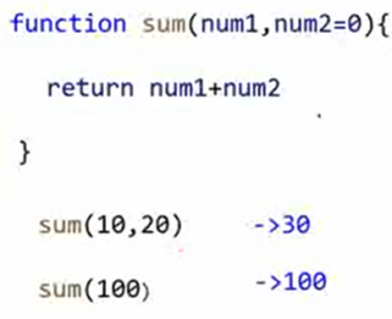 function sum(num1,num2=0){
return num1+num2
}
sum(10,20) ->30
sum(100) ->100